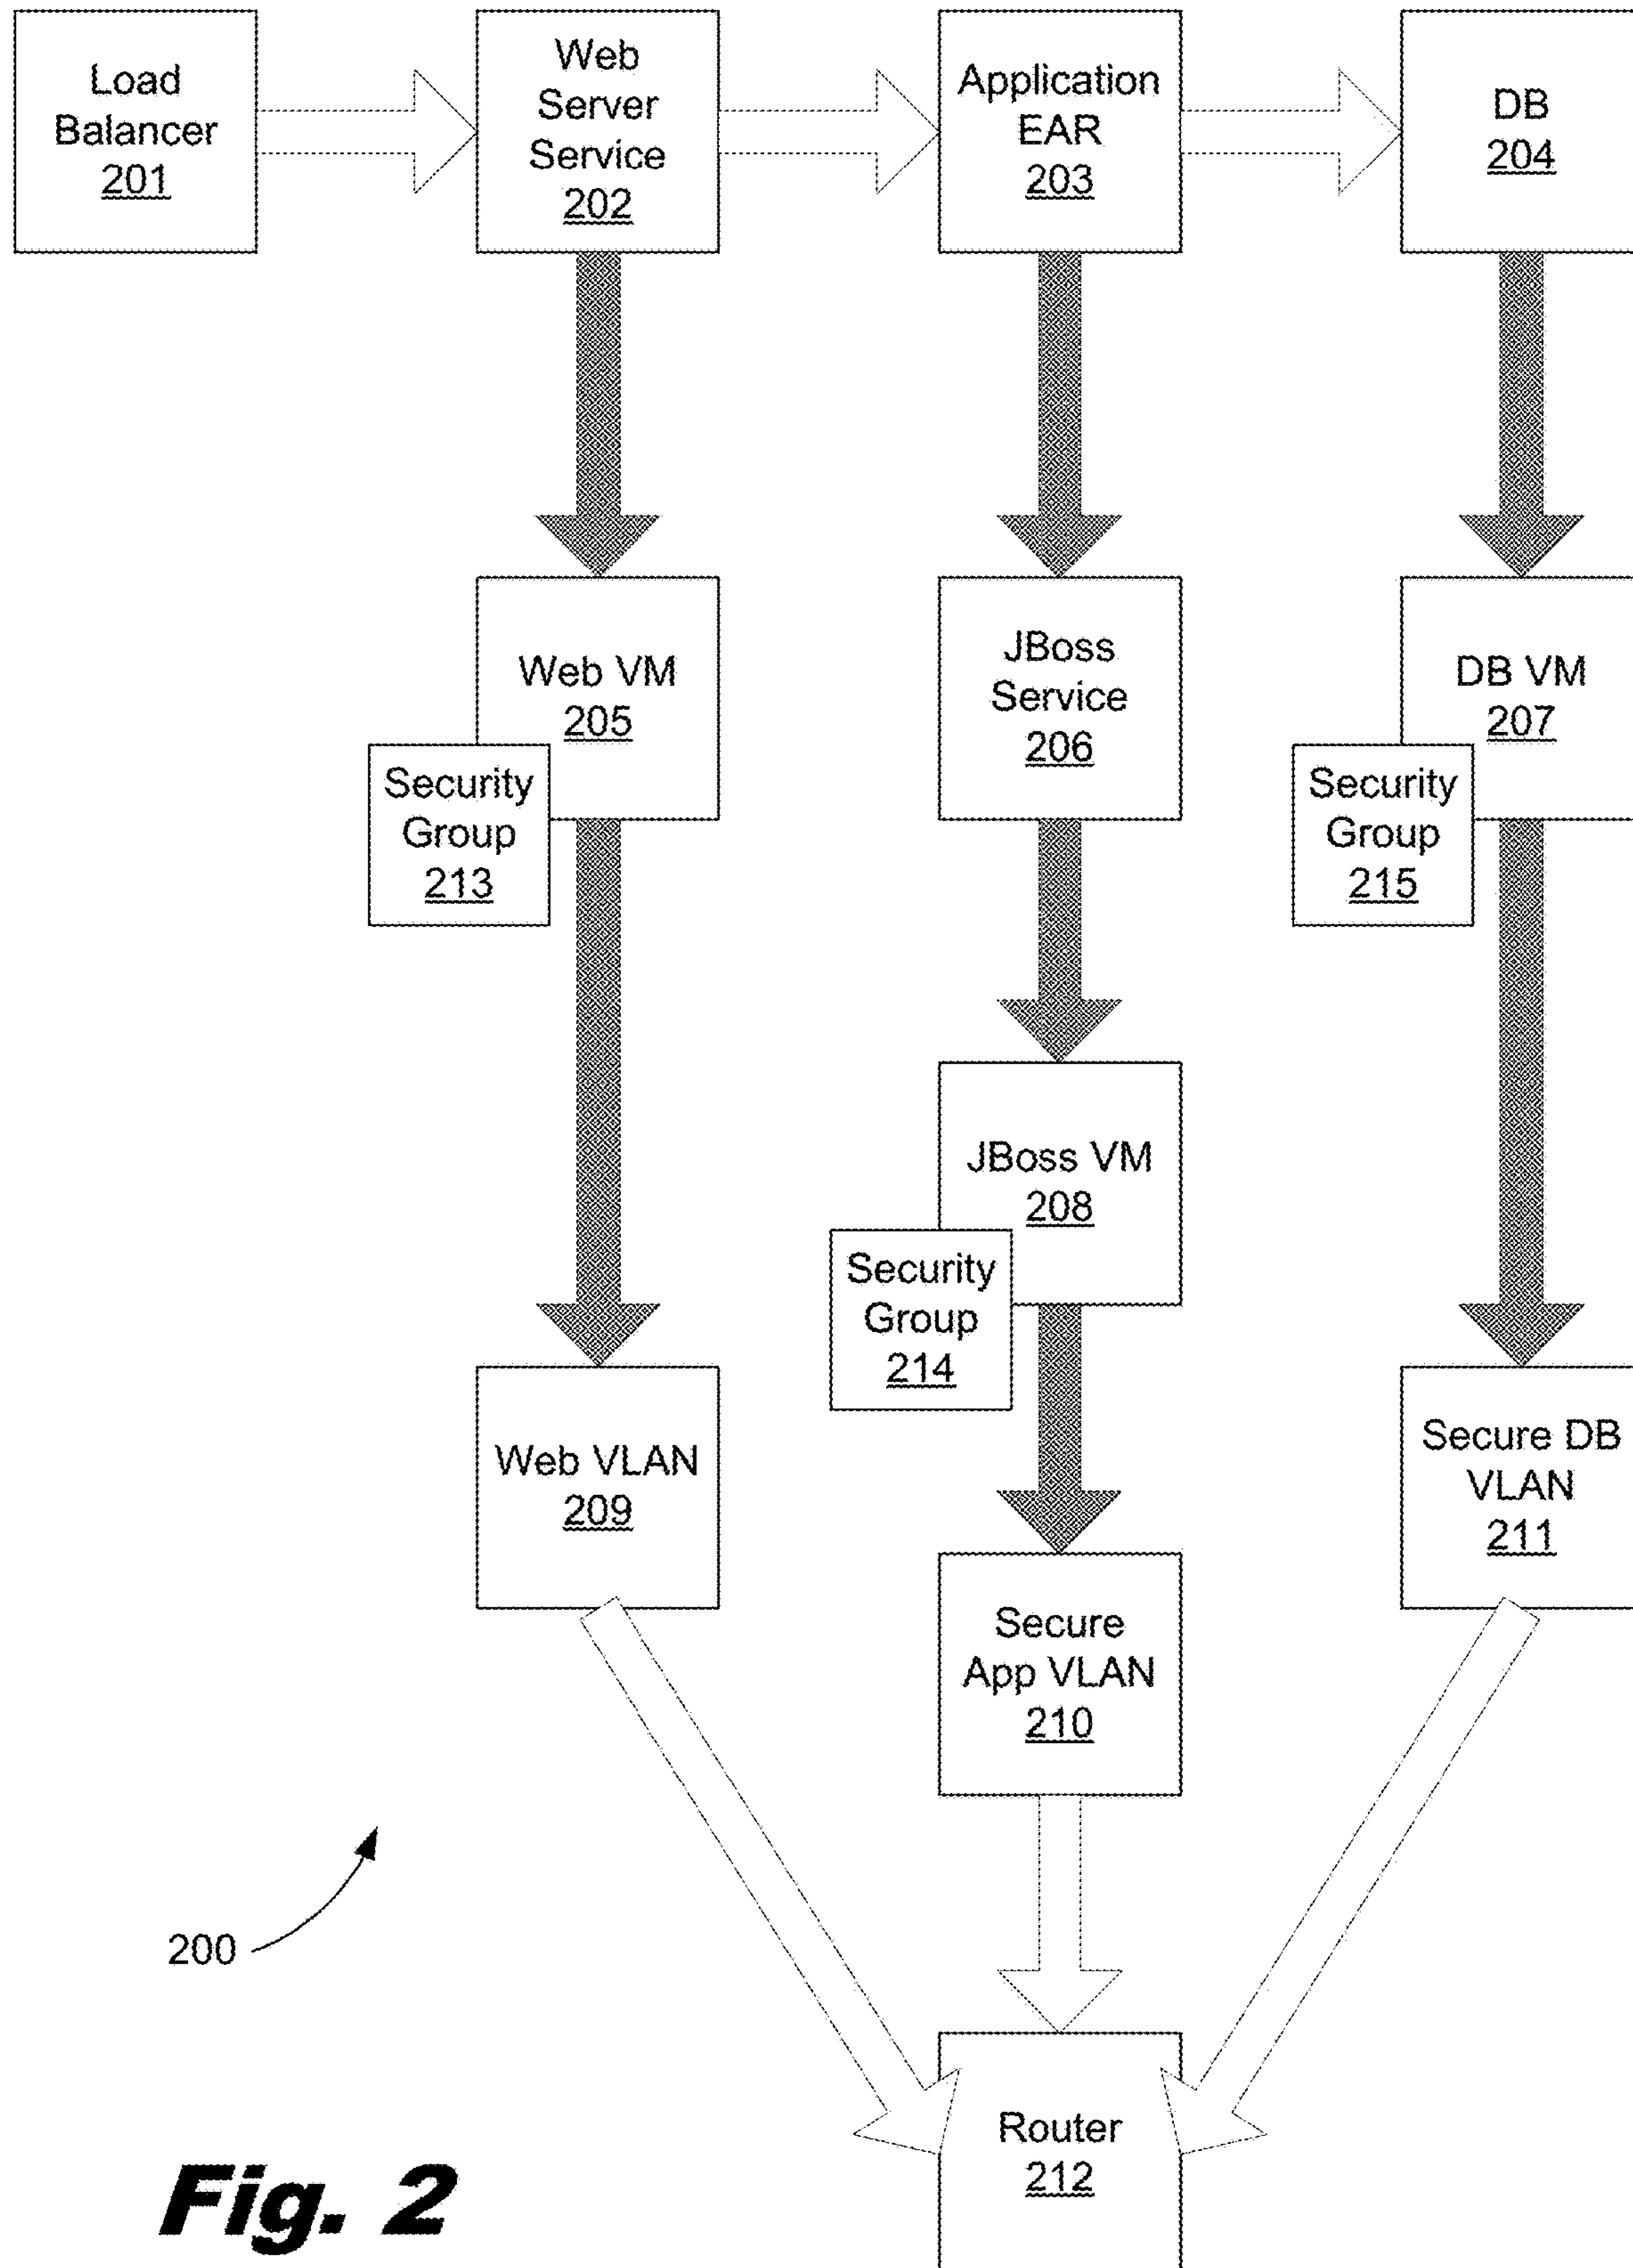 Load
Balancer
201
Web
Server
Service
202
Application
EAR
203
DB
204
Web VM
205
Security
Group
213
JBoss
Service
206
DB VM
207
Security
Group
215
JBoss VM
208
Security
Group
214
Web VLAN
209
Secure DB
VLAN
211
Secure
App VLAN
210
200
Router
212
Fig. 2